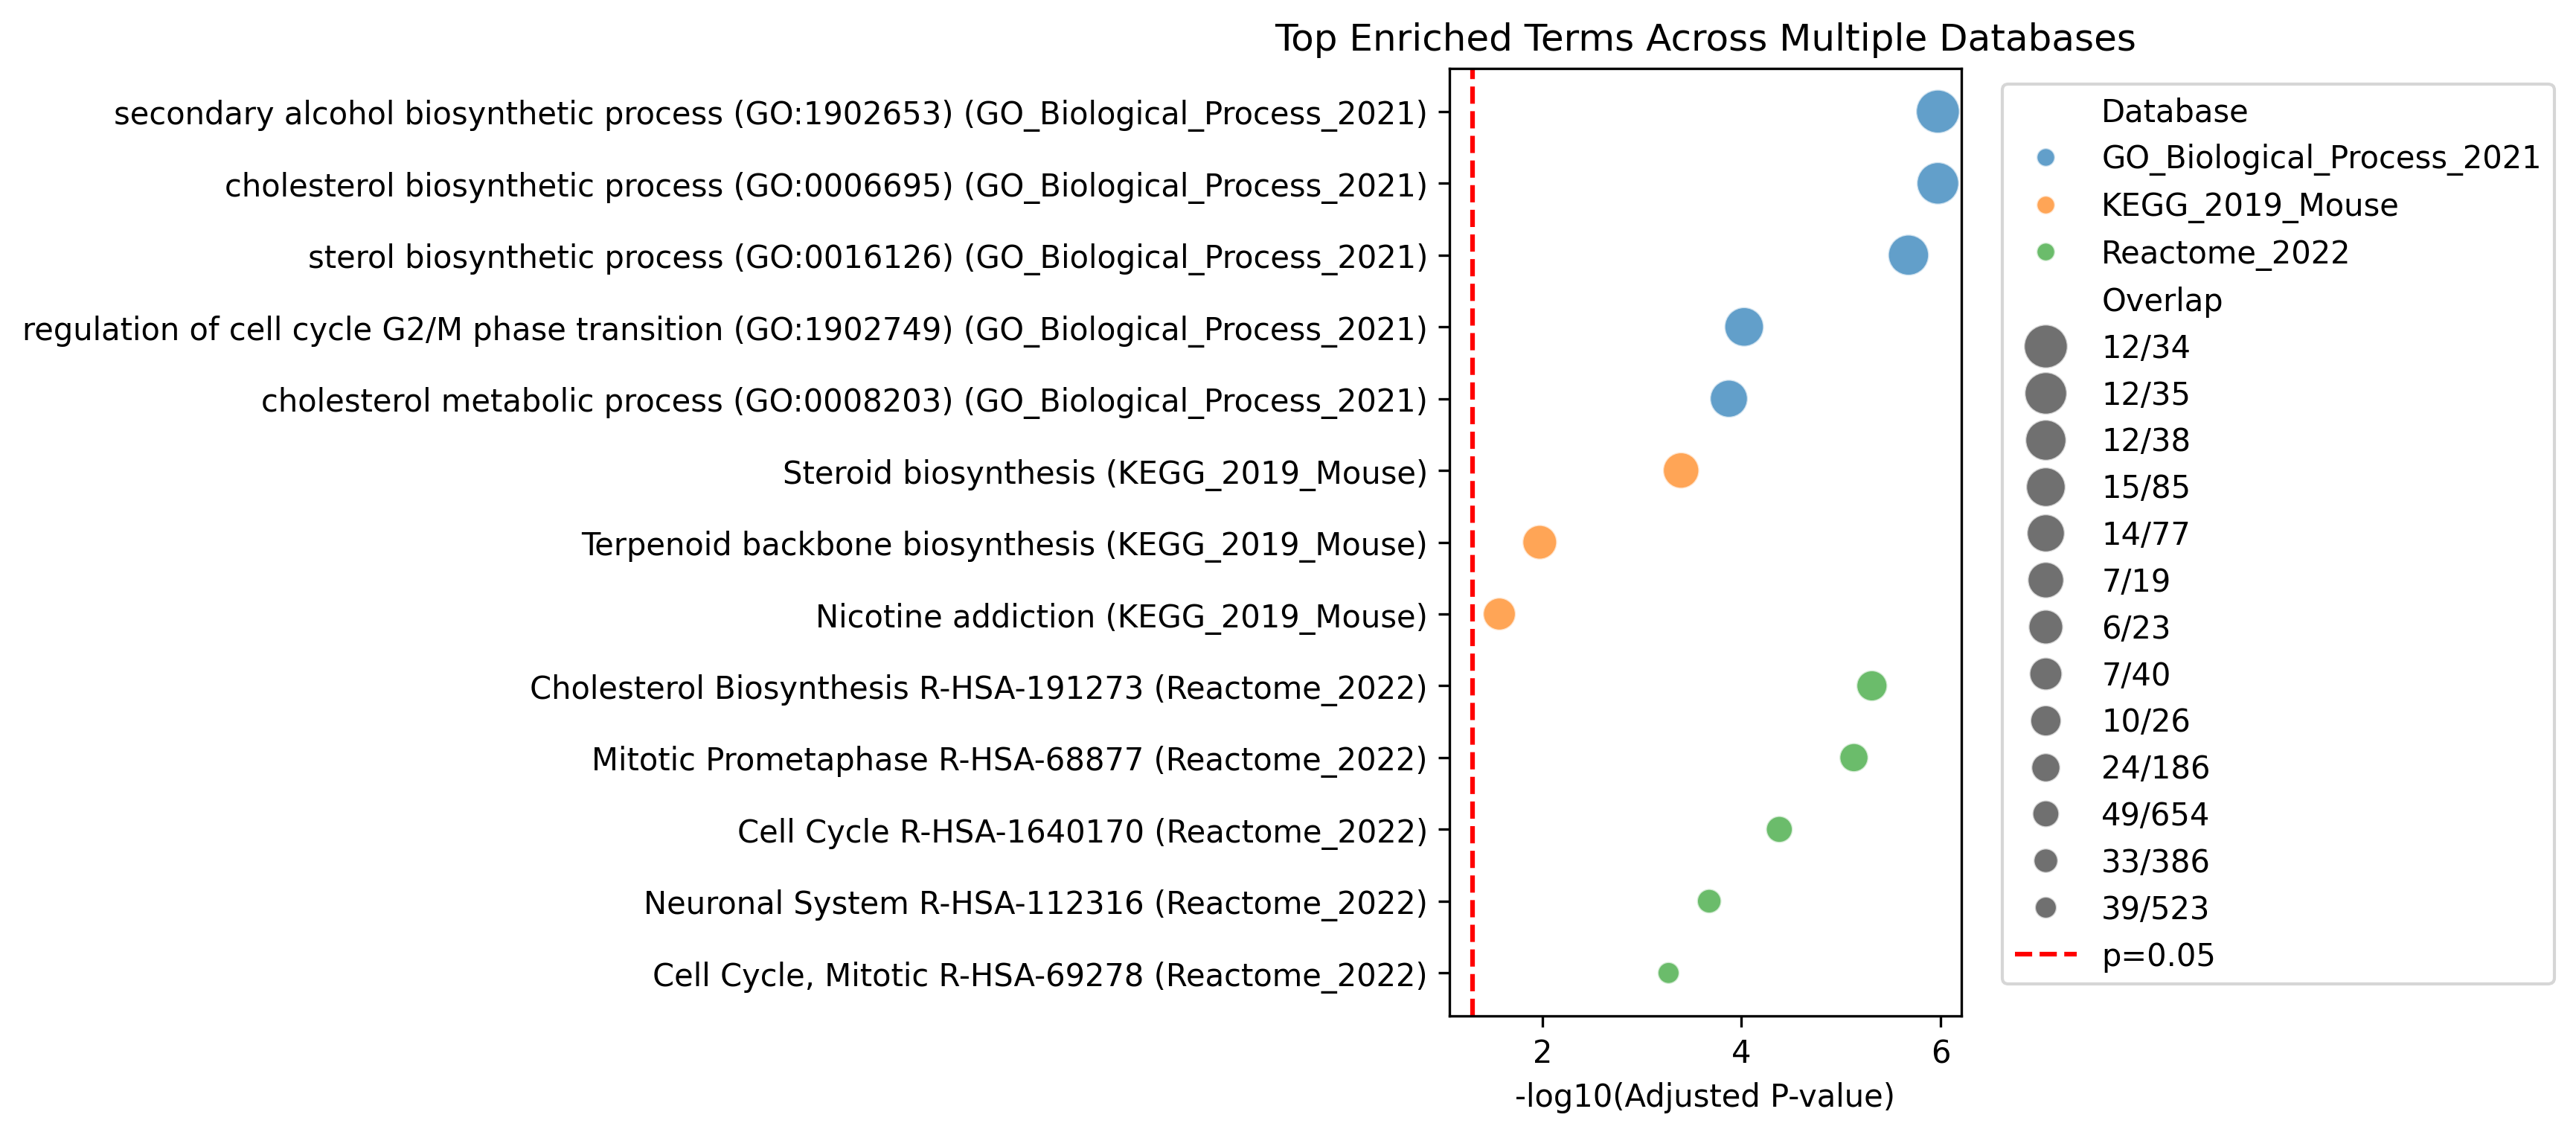 Top Enriched Terms Across Multiple Databases
secondary alcohol biosynthetic process (GO:1902653) (GO_Biological_Process_2021)
cholesterol biosynthetic process (GO:0006695) (GO_Biological_Process_2021)
sterol biosynthetic process (GO:0016126) (GO_Biological_Process_2021)
regulation of cell cycle G2/M phase transition (GO:1902749) (GO_Biological_Process_2021)
cholesterol metabolic process (GO:0008203) (GO_Biological_Process_2021)
Steroid biosynthesis (KEGG_2019_Mouse)
Terpenoid backbone biosynthesis (KEGG_2019_Mouse)
Nicotine addiction (KEGG_2019_Mouse)
Cholesterol Biosynthesis R-HSA-191273 (Reactome_2022)
Mitotic Prometaphase R-HSA-68877 (Reactome_2022)
Cell Cycle R-HSA-1640170 (Reactome_2022)
Neuronal System R-HSA-112316 (Reactome_2022)
Cell Cycle, Mitotic R-HSA-69278 (Reactome_2022)
2 4 6
-log10(Adjusted P-value)
Database
GO_Biological_Process_2021
KEGG_2019_Mouse
Reactome_2022
Overlap
12/34
12/35
12/38
15/85
14/77
7/19
6/23
7/40
10/26
24/186
49/654
33/386
39/523
p=0.05